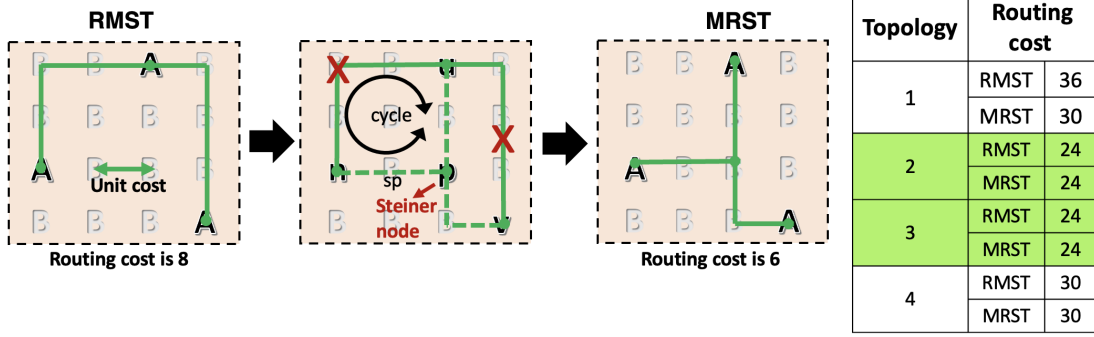 RMST
B B A B
B B B B
A B B B
Unit cost
B B B A
Routing cost is 8
X B u B
B cycle B X
n sp p
Steiner
node
B v
MRST
B B A B
B B B B
A B B B
B B B A
Routing cost is 6
Topology Routing cost
1 RMST 36
MRST 30
2 RMST 24
MRST 24
3 RMST 24
MRST 24
4 RMST 30
MRST 30